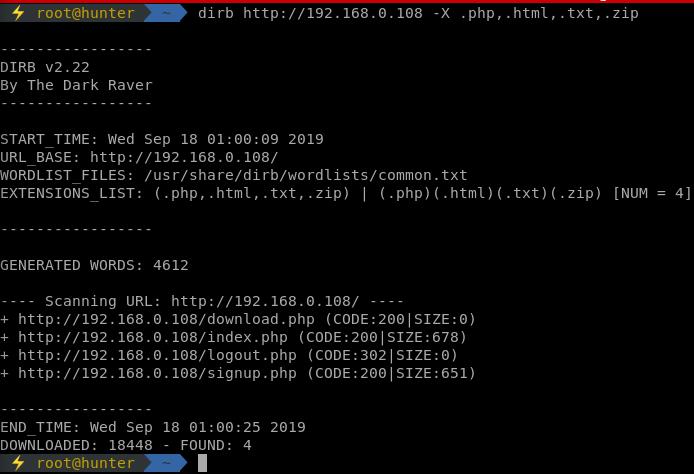 ⚡ root@hunter ~ dirb http://192.168.0.108 -X .php,.html,.txt,.zip
-----------------
DIRB v2.22
By The Dark Raver
-----------------
START_TIME: Wed Sep 18 01:00:09 2019
URL_BASE: http://192.168.0.108/
WORDLIST_FILES: /usr/share/dirb/wordlists/common.txt
EXTENSIONS_LIST: (.php,.html,.txt,.zip) | (.php)(.html)(.txt)(.zip) [NUM = 4]
-----------------
GENERATED WORDS: 4612
---- Scanning URL: http://192.168.0.108/ ----
+ http://192.168.0.108/download.php (CODE:200|SIZE:0)
+ http://192.168.0.108/index.php (CODE:200|SIZE:678)
+ http://192.168.0.108/logout.php (CODE:302|SIZE:0)
+ http://192.168.0.108/signup.php (CODE:200|SIZE:651)
-----------------
END_TIME: Wed Sep 18 01:00:25 2019
DOWNLOADED: 18448 - FOUND: 4
⚡ root@hunter ~